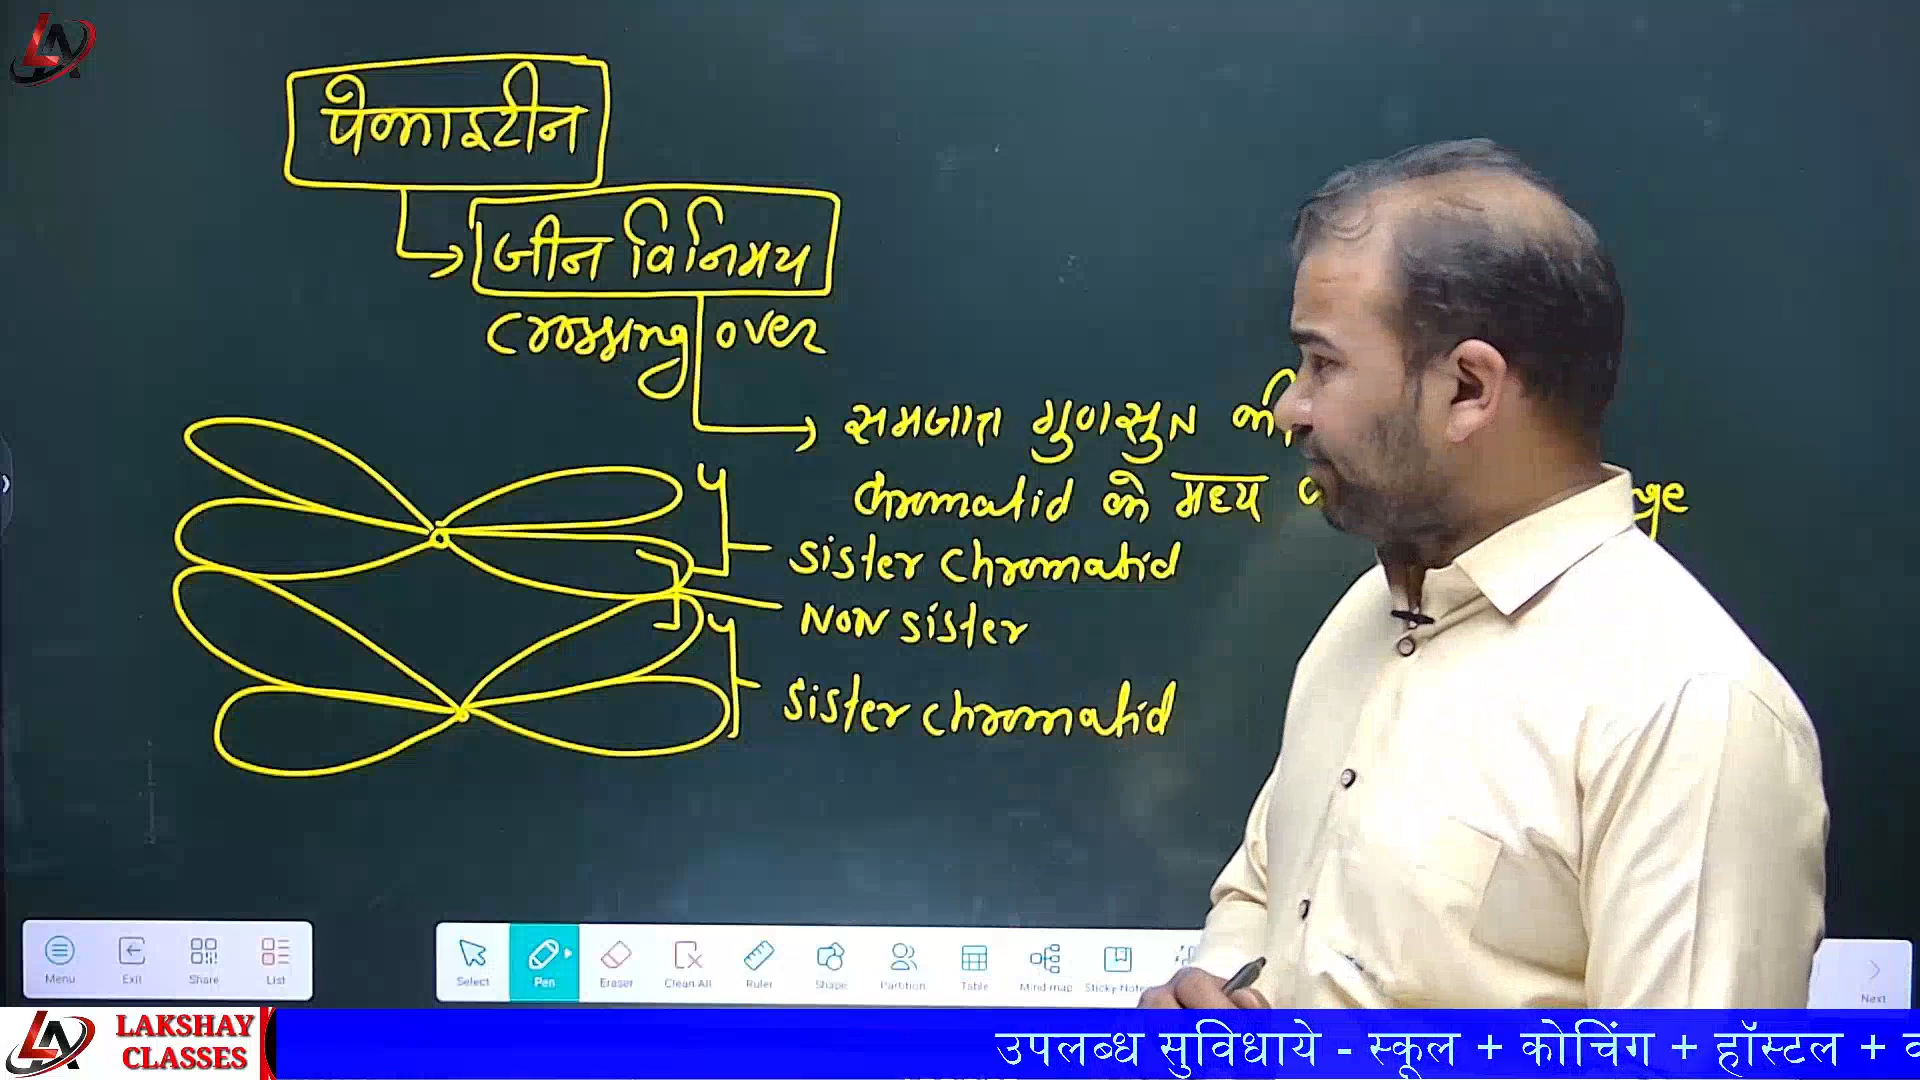 पेकाइटीन
जीन विनिमय
crossing over
समजात गुणसुत्र की
chromatid के मध्य
sister chromatid
NON sister
sister chromatid
Menu Exit Share List
Select Pen Eraser Clean All Ruler Shape Partition Table Mind map Sticky Note
Next
LAKSHAY
CLASSES
उपलब्ध सुविधाये - स्कूल + कोचिंग + हॉस्टल +